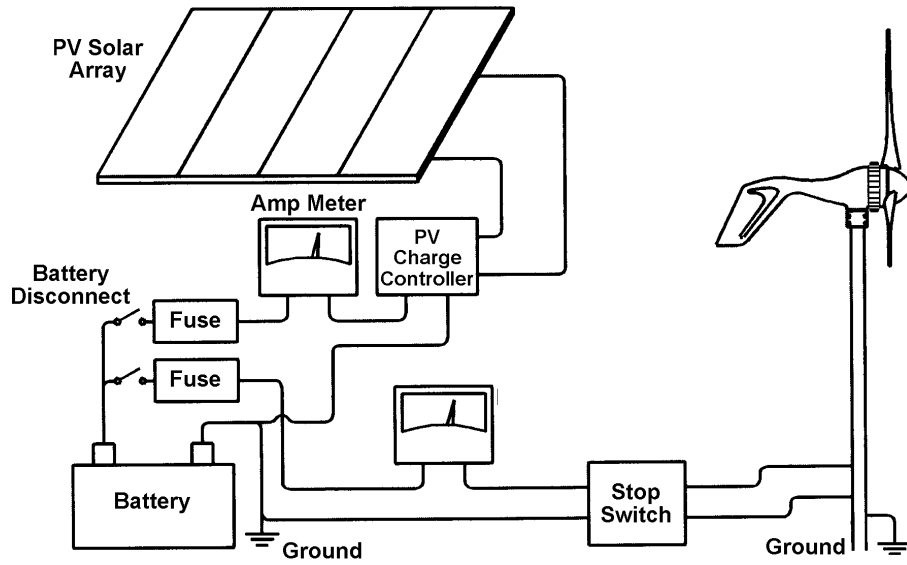 PV Solar
Array
Amp Meter
PV
Charge
Controller
Battery
Disconnect
Fuse
Fuse
Battery
Ground
Stop
Switch
Ground